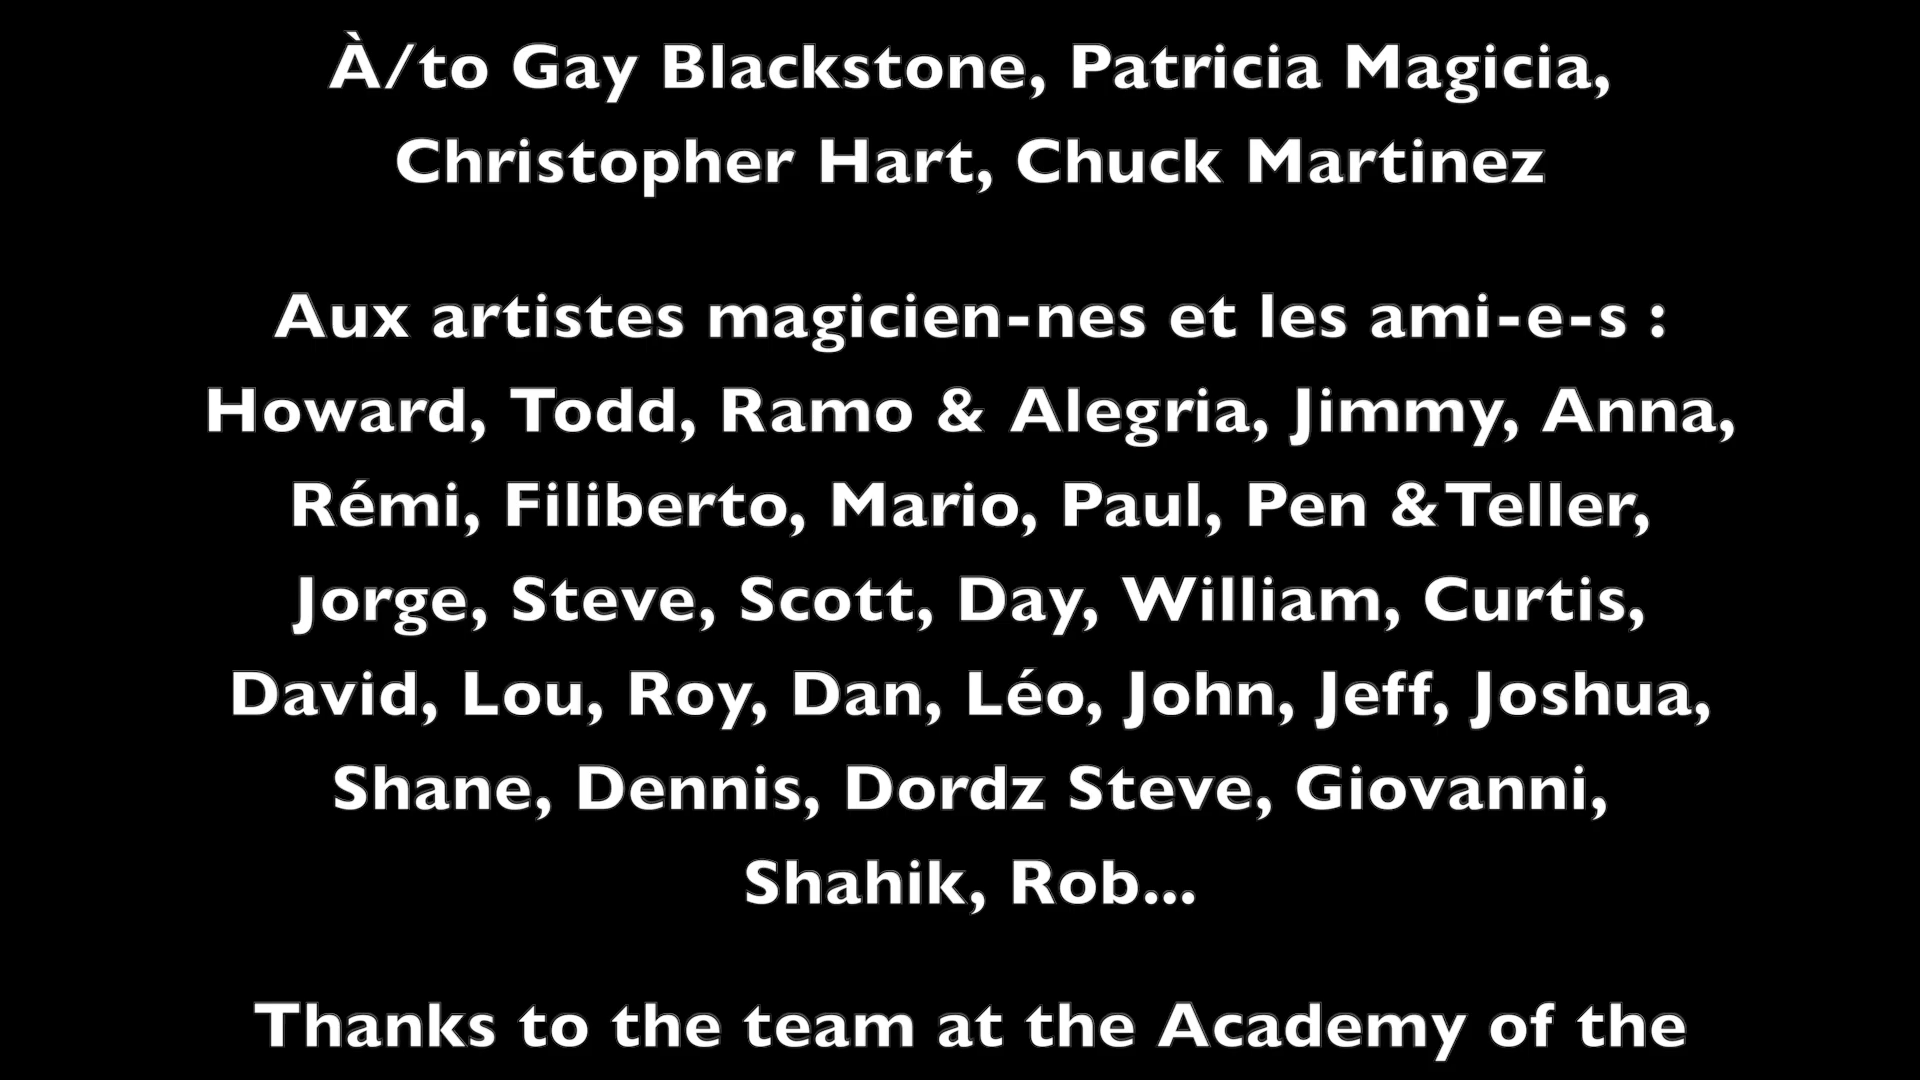 À/to Gay Blackstone, Patricia Magicia,
Christopher Hart, Chuck Martinez
Aux artistes magicien-nes et les ami-e-s :
Howard, Todd, Ramo & Alegria, Jimmy, Anna,
Rémi, Filiberto, Mario, Paul, Pen &Teller,
Jorge, Steve, Scott, Day, William, Curtis,
David, Lou, Roy, Dan, Léo, John, Jeff, Joshua,
Shane, Dennis, Dordz Steve, Giovanni,
Shahik, Rob...
Thanks to the team at the Academy of the